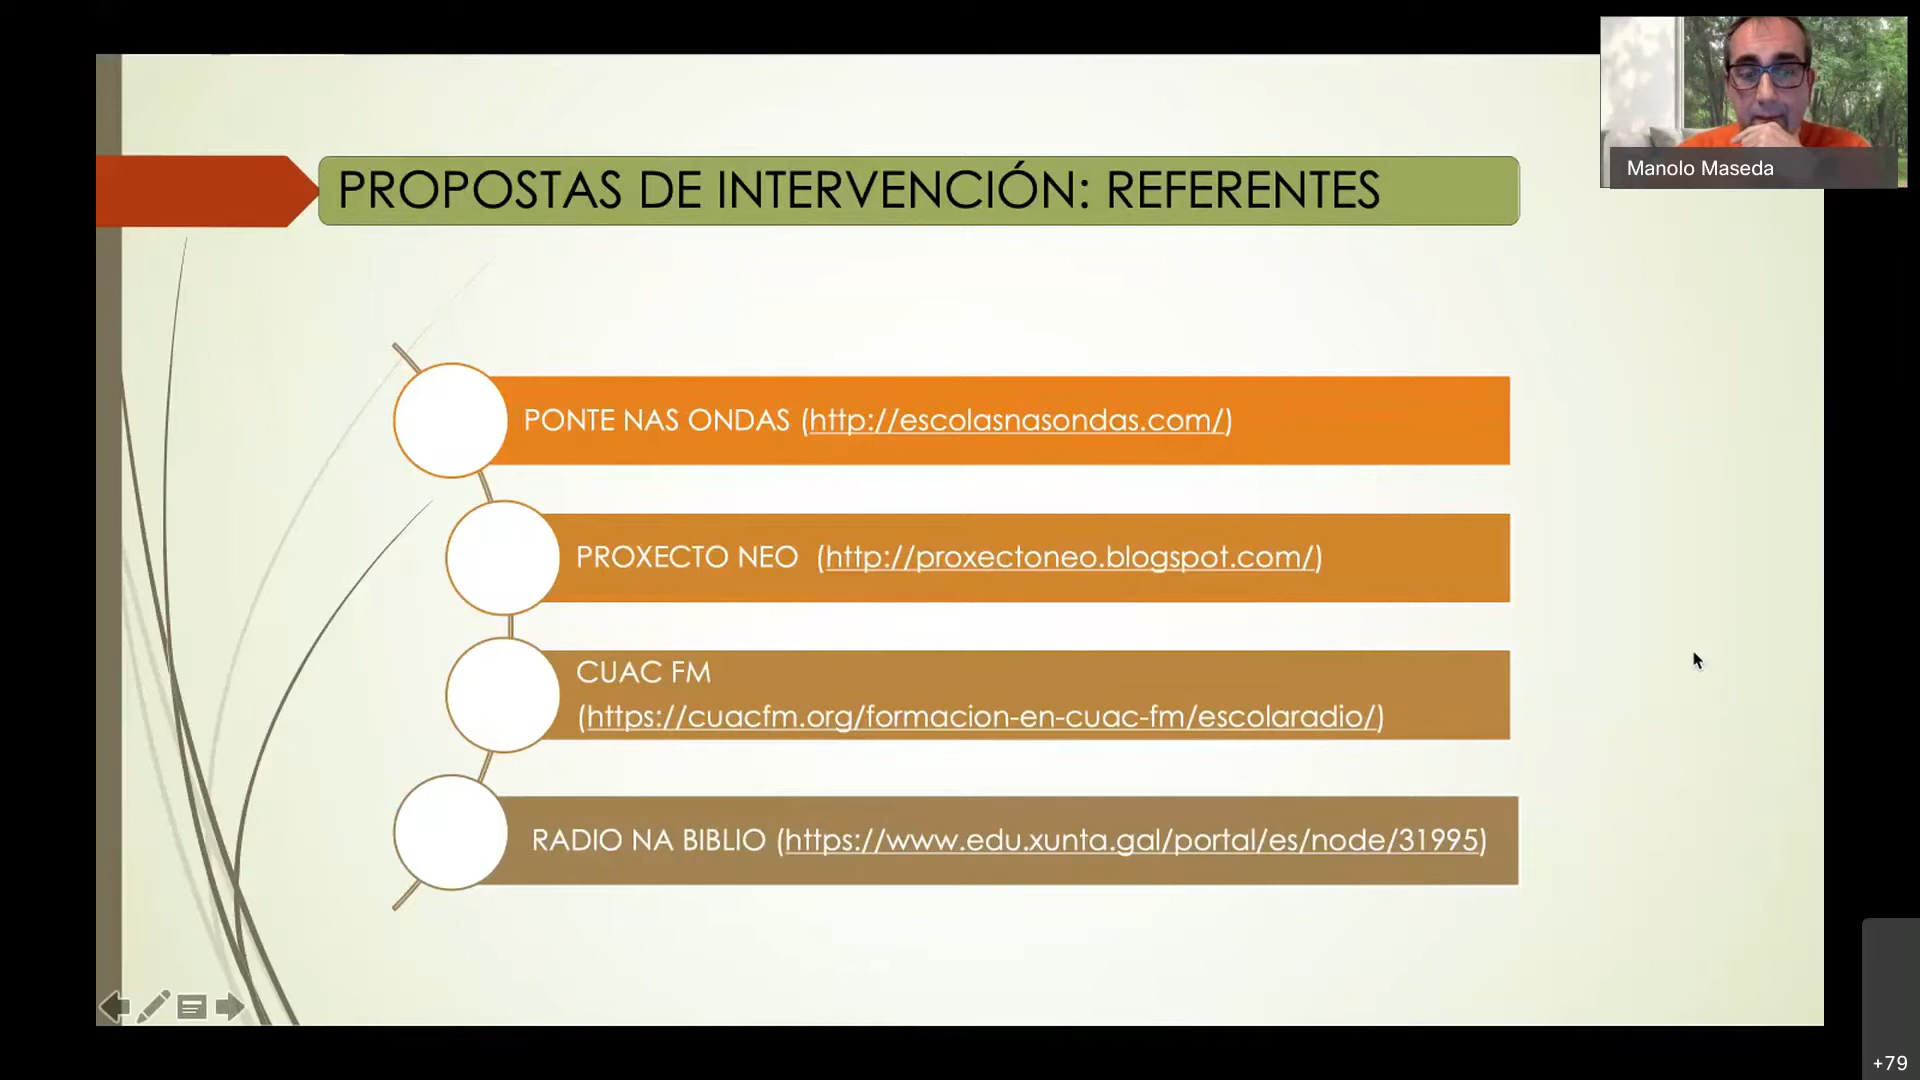 Manolo Maseda
PROPOSTAS DE INTERVENCIÓN: REFERENTES
PONTE NAS ONDAS (http://escolasnasondas.com/)
PROXECTO NEO (http://proxectoneo.blogspot.com/)
CUAC FM
(https://cuacfm.org/formacion-en-cuac-fm/escolaradio/)
RADIO NA BIBLIO (https://www.edu.xunta.gal/portal/es/node/31995)
+79